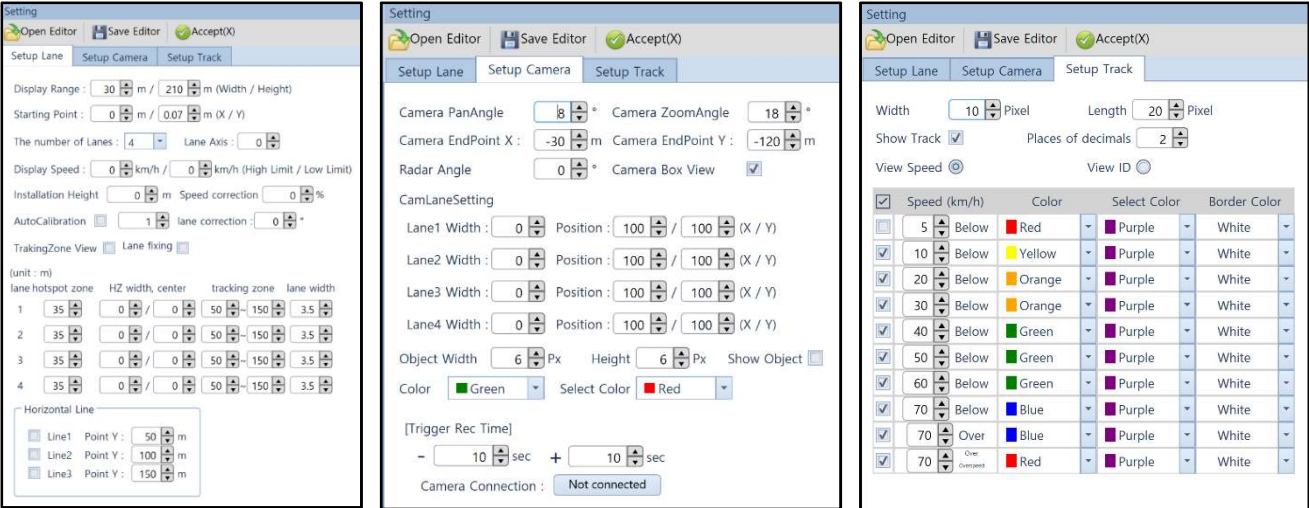 Setting
Open Editor Save Editor Accept(X)
Setup Lane Setup Camera Setup Track
Display Range : 30 m / 210 m (Width / Height)
Starting Point : 0 m / 0.07 m (X / Y)
The number of Lanes : 4 Lane Axis : 0
Display Speed : 0 km/h / 0 km/h (High Limit / Low Limit)
Installation Height 0 m Speed correction 0 %
AutoCalibration 1 lane correction : 0 °
TrakingZone View Lane fixing
(unit : m)
lane hotspot zone HZ width, center tracking zone lane width
1 35 0 / 0 50 ~ 150 3.5
2 35 0 / 0 50 ~ 150 3.5
3 35 0 / 0 50 ~ 150 3.5
4 35 0 / 0 50 ~ 150 3.5
Horizontal Line
Line1 Point Y : 50 m
Line2 Point Y : 100 m
Line3 Point Y : 150 m
Setting
Open Editor Save Editor Accept(X)
Setup Lane Setup Camera Setup Track
Camera PanAngle 8 ° Camera ZoomAngle 18 °
Camera EndPoint X : -30 m Camera EndPoint Y : -120 m
Radar Angle 0 ° Camera Box View
CamLaneSetting
Lane1 Width : 0 Position : 100 / 100 (X / Y)
Lane2 Width : 0 Position : 100 / 100 (X / Y)
Lane3 Width : 0 Position : 100 / 100 (X / Y)
Lane4 Width : 0 Position : 100 / 100 (X / Y)
Object Width 6 Px Height 6 Px Show Object
Color Green Select Color Red
[Trigger Rec Time]
- 10 sec + 10 sec
Camera Connection : Not connected
Setting
Open Editor Save Editor Accept(X)
Setup Lane Setup Camera Setup Track
Width 10 Pixel Length 20 Pixel
Show Track Places of decimals 2
View Speed View ID
Speed (km/h) Color Select Color Border Color
5 Below Red Purple White
10 Below Yellow Purple White
20 Below Orange Purple White
30 Below Orange Purple White
40 Below Green Purple White
50 Below Green Purple White
60 Below Green Purple White
70 Below Blue Purple White
70 Over Blue Purple White
70 Over Overspeed Red Purple White